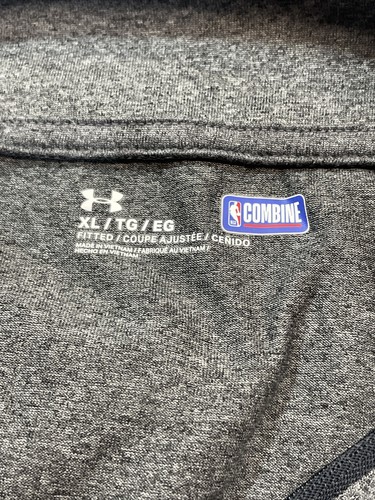 XL / TG / EG
FITTED / COUPE AJUSTÉE / CEÑIDO
MADE IN VIETNAM / FABRIQUÉ AU VIETNAM /
HECHO EN VIETNAM
COMBINE